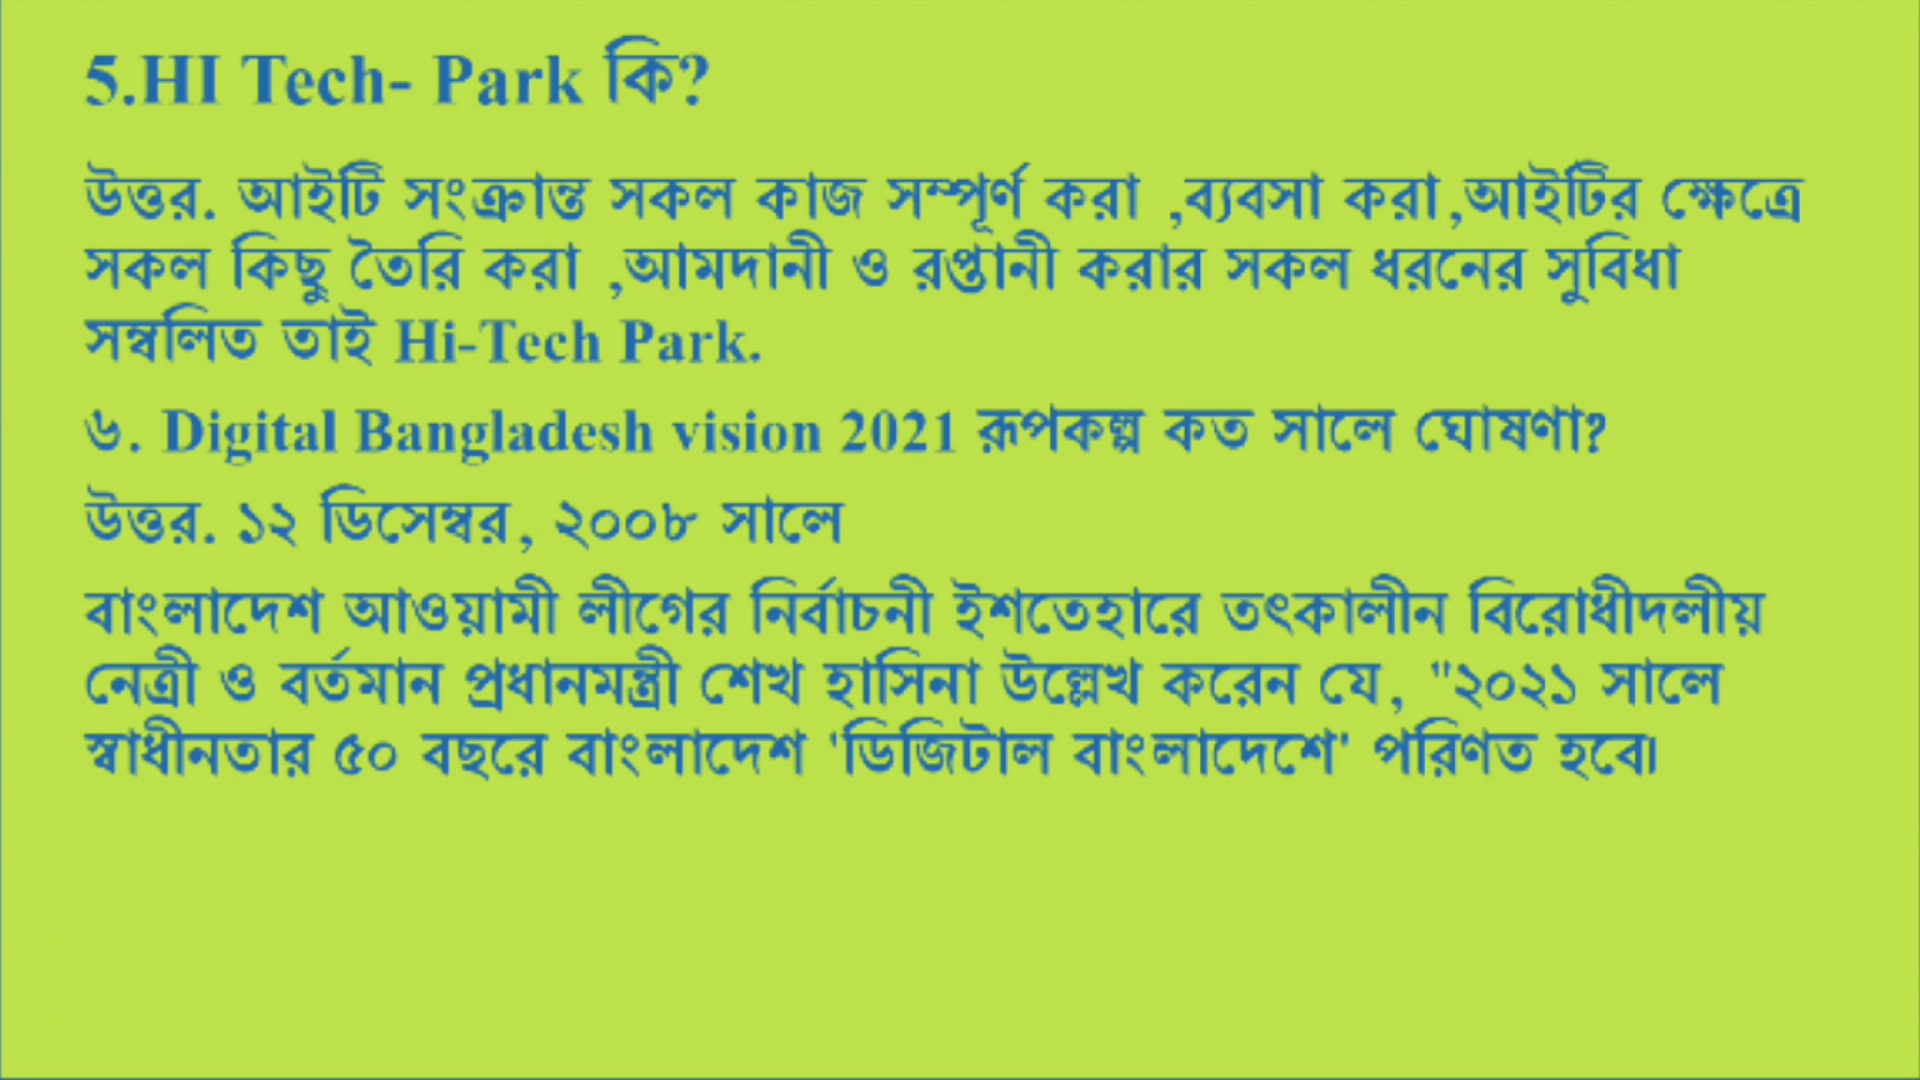 5.HI Tech- Park কি?
উত্তর. আইটি সংক্রান্ত সকল কাজ সম্পূর্ণ করা ,ব্যবসা করা,আইটির ক্ষেত্রে
সকল কিছু তৈরি করা ,আমদানী ও রপ্তানী করার সকল ধরনের সুবিধা
সম্বলিত তাই Hi-Tech Park.
৬. Digital Bangladesh vision 2021 রূপকল্প কত সালে ঘোষণা?
উত্তর. ১২ ডিসেম্বর, ২০০৮ সালে
বাংলাদেশ আওয়ামী লীগের নির্বাচনী ইশতেহারে তৎকালীন বিরোধীদলীয়
নেত্রী ও বর্তমান প্রধানমন্ত্রী শেখ হাসিনা উল্লেখ করেন যে, "২০২১ সালে
স্বাধীনতার ৫০ বছরে বাংলাদেশ 'ডিজিটাল বাংলাদেশে' পরিণত হবে।